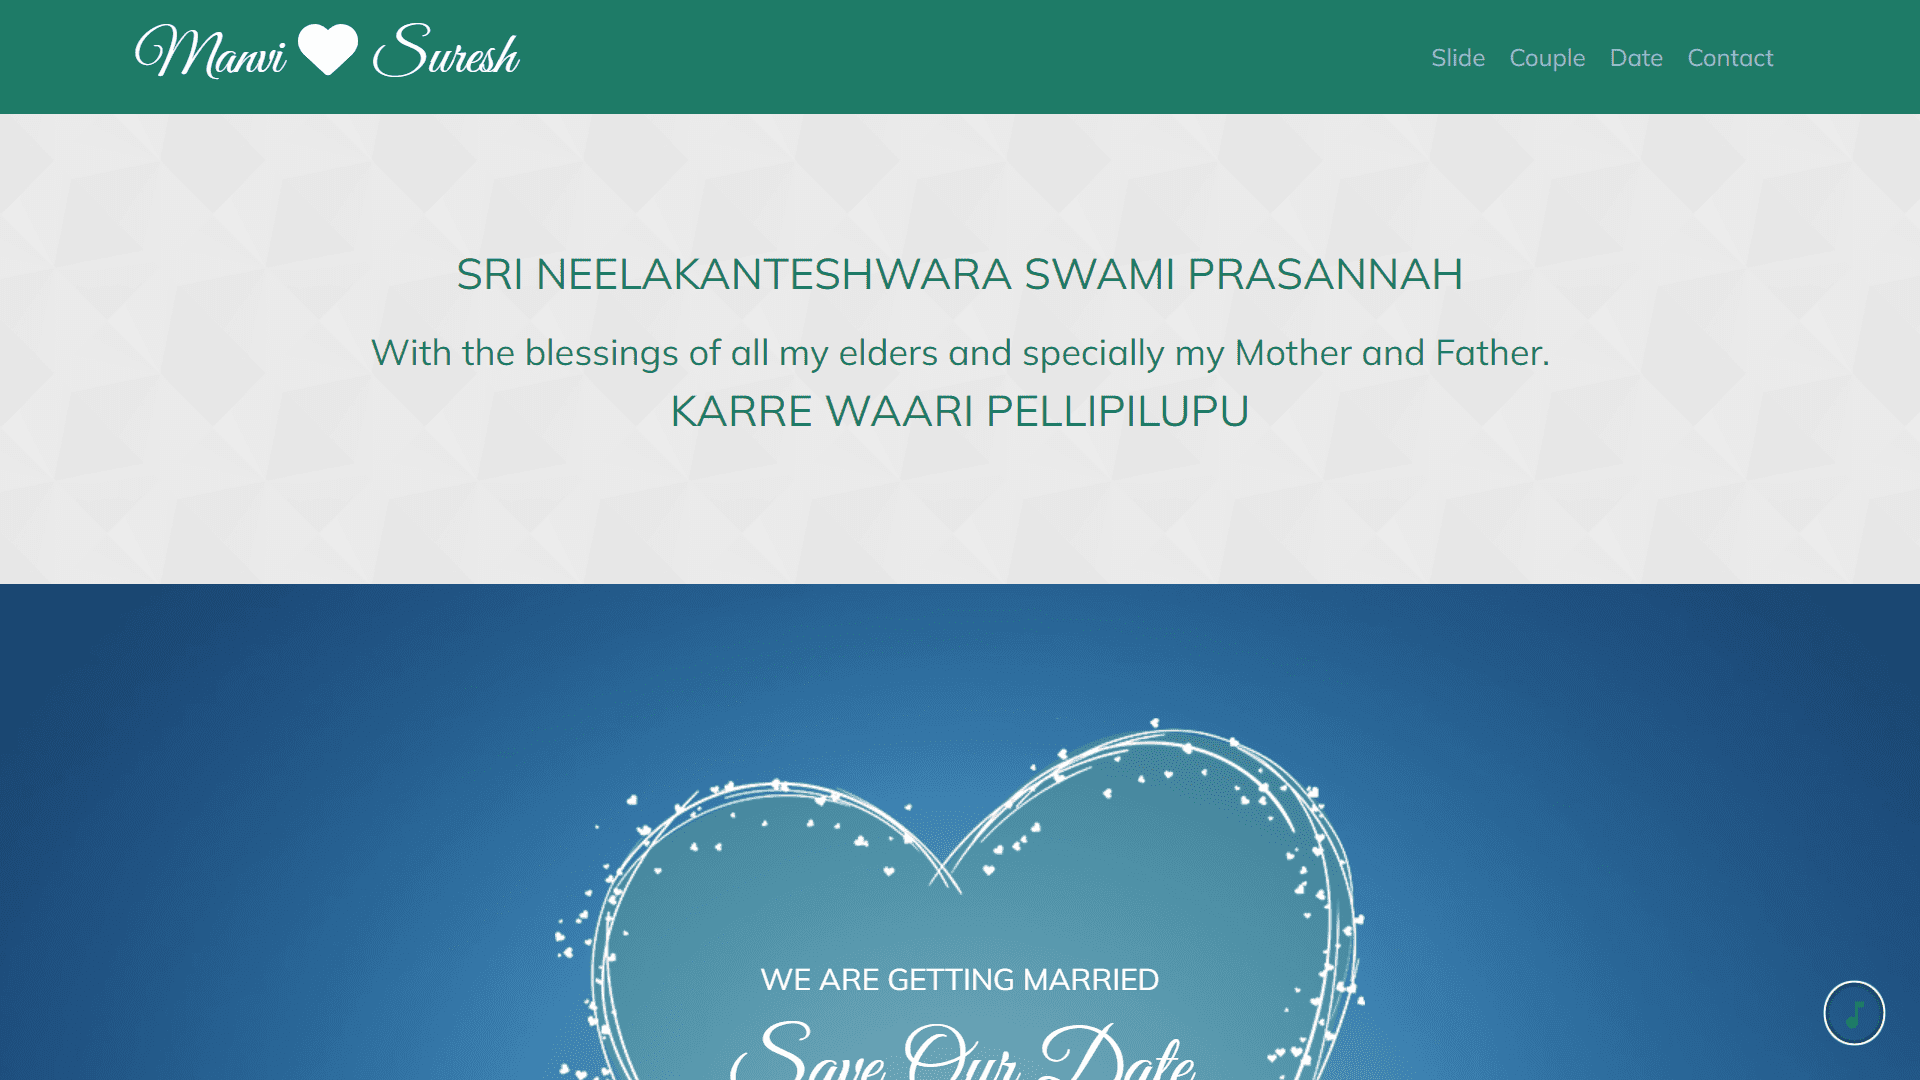 Manvi Suresh
Slide Couple Date Contact
SRI NEELAKANTESHWARA SWAMI PRASANNAH
With the blessings of all my elders and specially my Mother and Father.
KARRE WAARI PELLIPILUPU
WE ARE GETTING MARRIED
Save Our Date